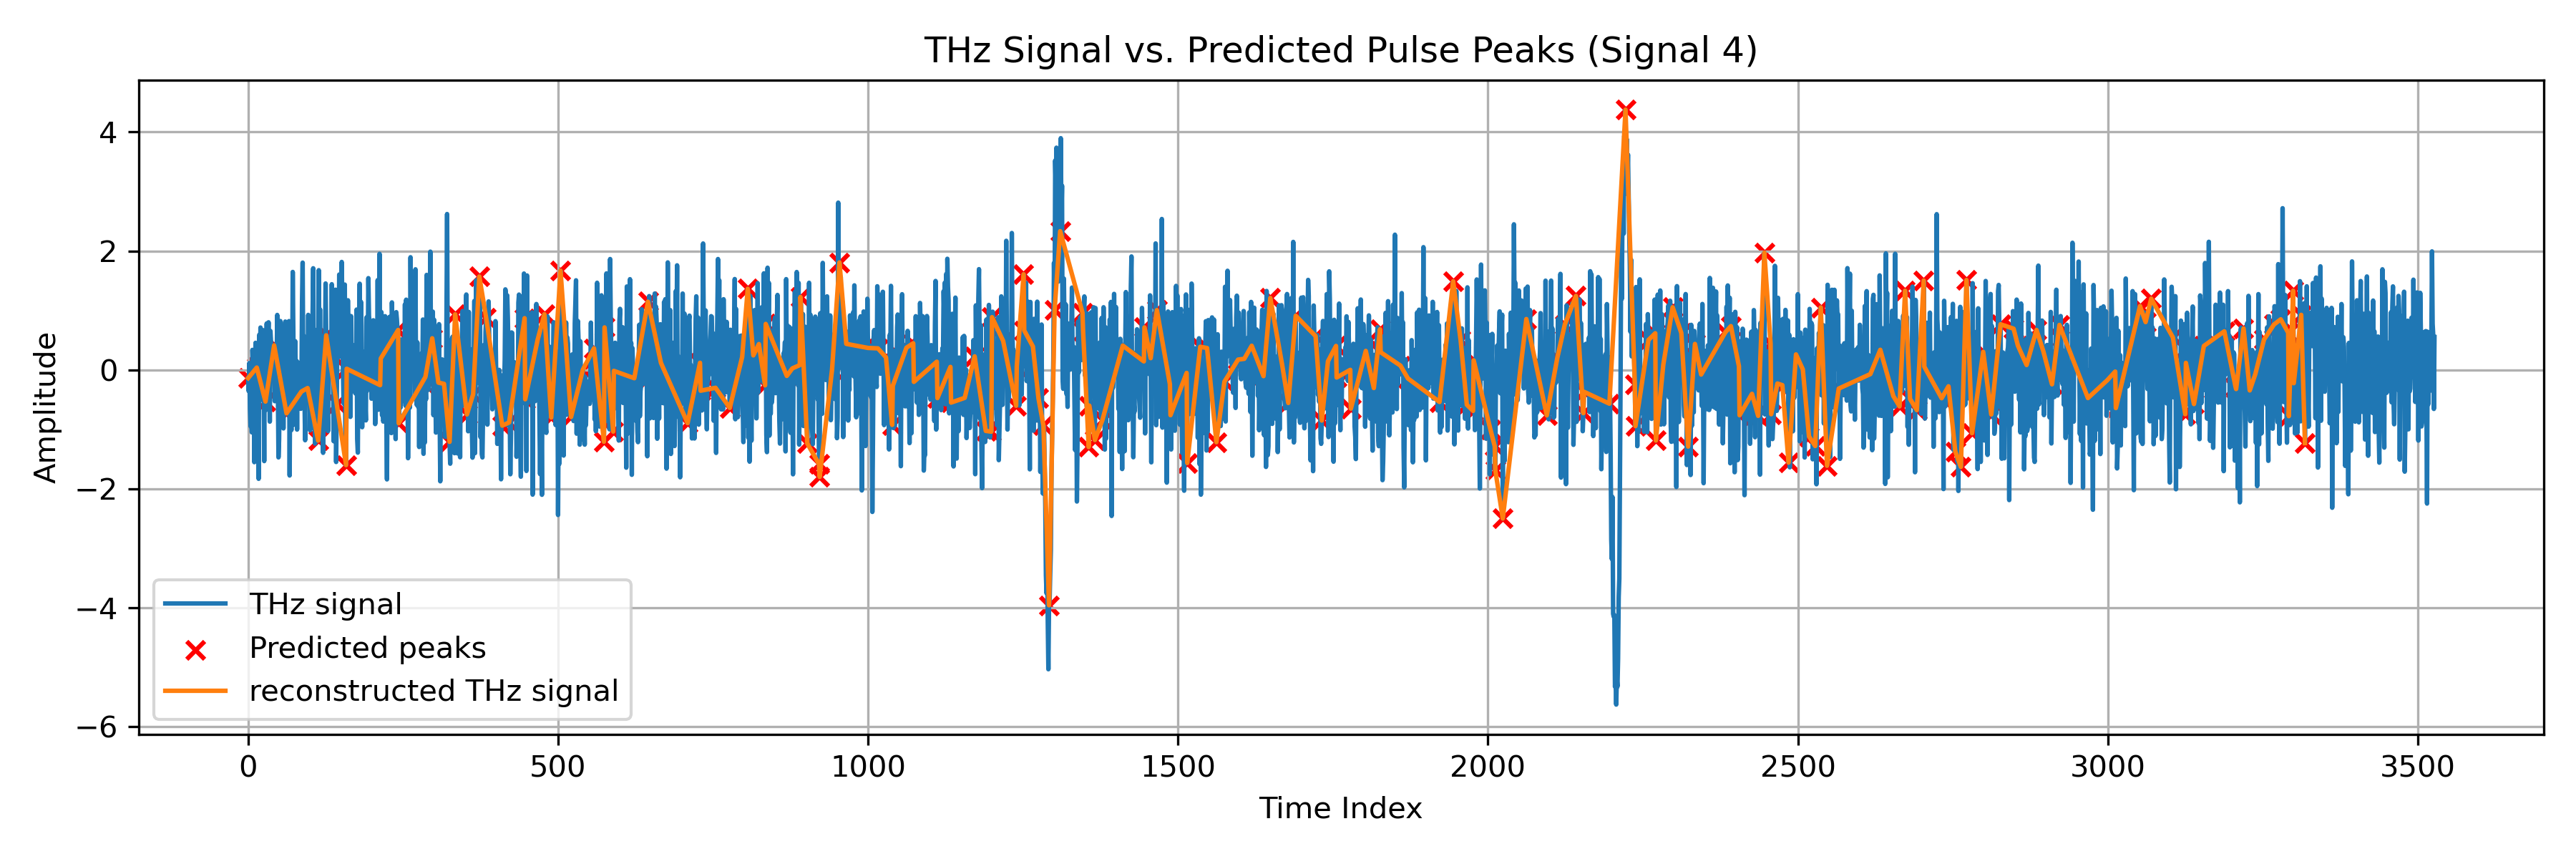 THz Signal vs. Predicted Pulse Peaks (Signal 4)
Amplitude
4
2
0
−2
−4
−6
THz signal
Predicted peaks
reconstructed THz signal
0 500 1000 1500 2000 2500 3000 3500
Time Index